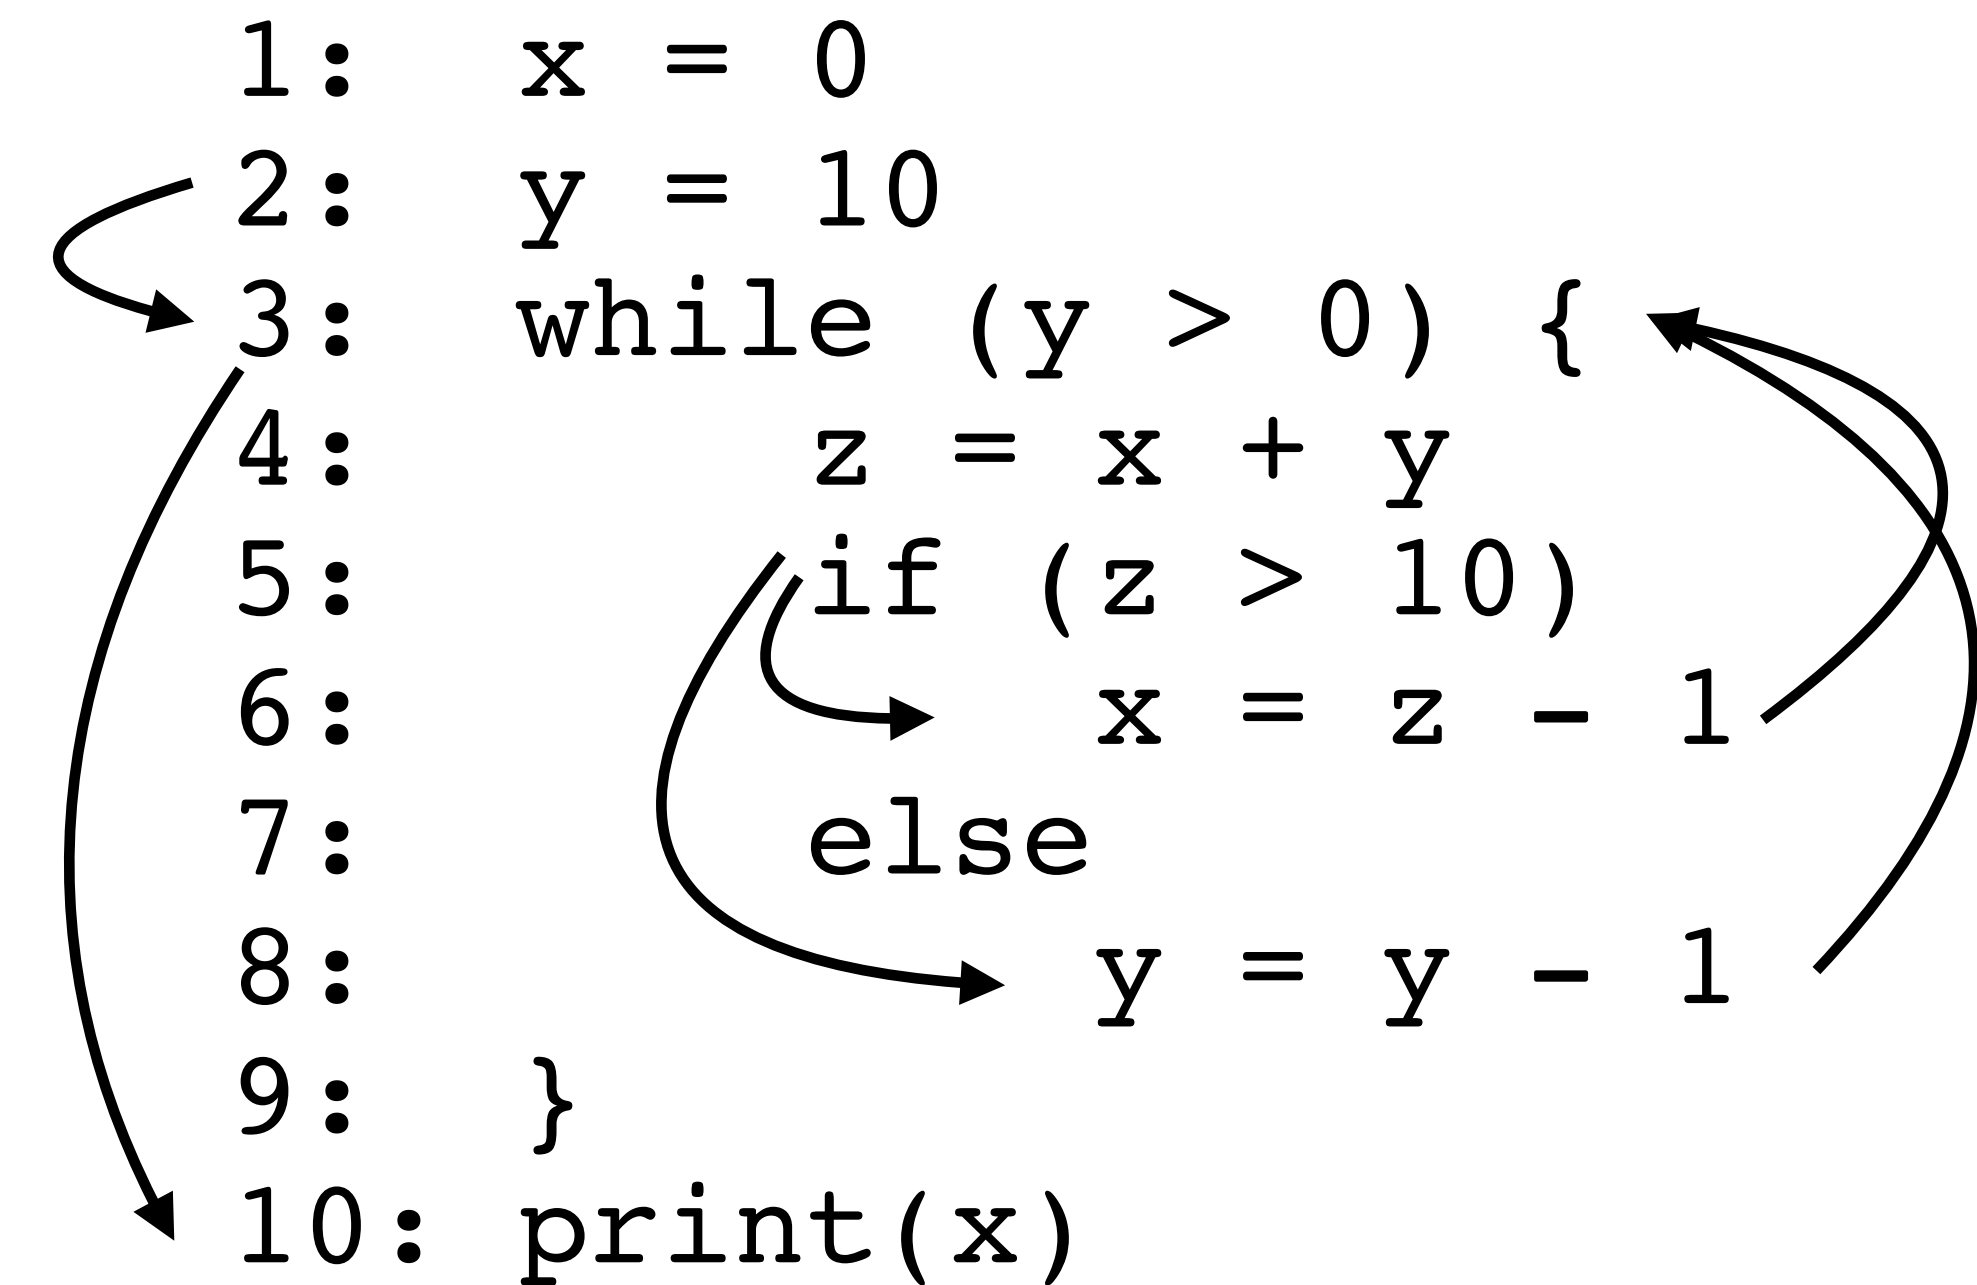 1: x = 0
2: y = 10
3: while (y > 0) {
4: z = x + y
5: if (z > 10)
6: x = z - 1
7: else
8: y = y - 1
9: }
10: print(x)